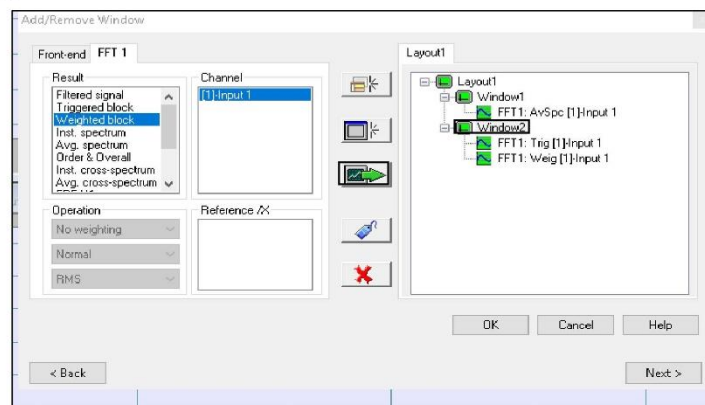 Add/Remove Window
Front-end FFT 1
Layout1
Result
Filtered signal
Triggered block
Weighted block
Inst. spectrum
Avg. spectrum
Order & Overall
Inst. cross-spectrum
Avg. cross-spectrum
Channel
[1]-Input 1
Operation
No weighting
Normal
RMS
Reference /X
Layout1
Window1
FFT1: AvSpc [1]-Input 1
Window2
FFT1: Trig [1]-Input 1
FFT1: Weig [1]-Input 1
OK Cancel Help
< Back Next >